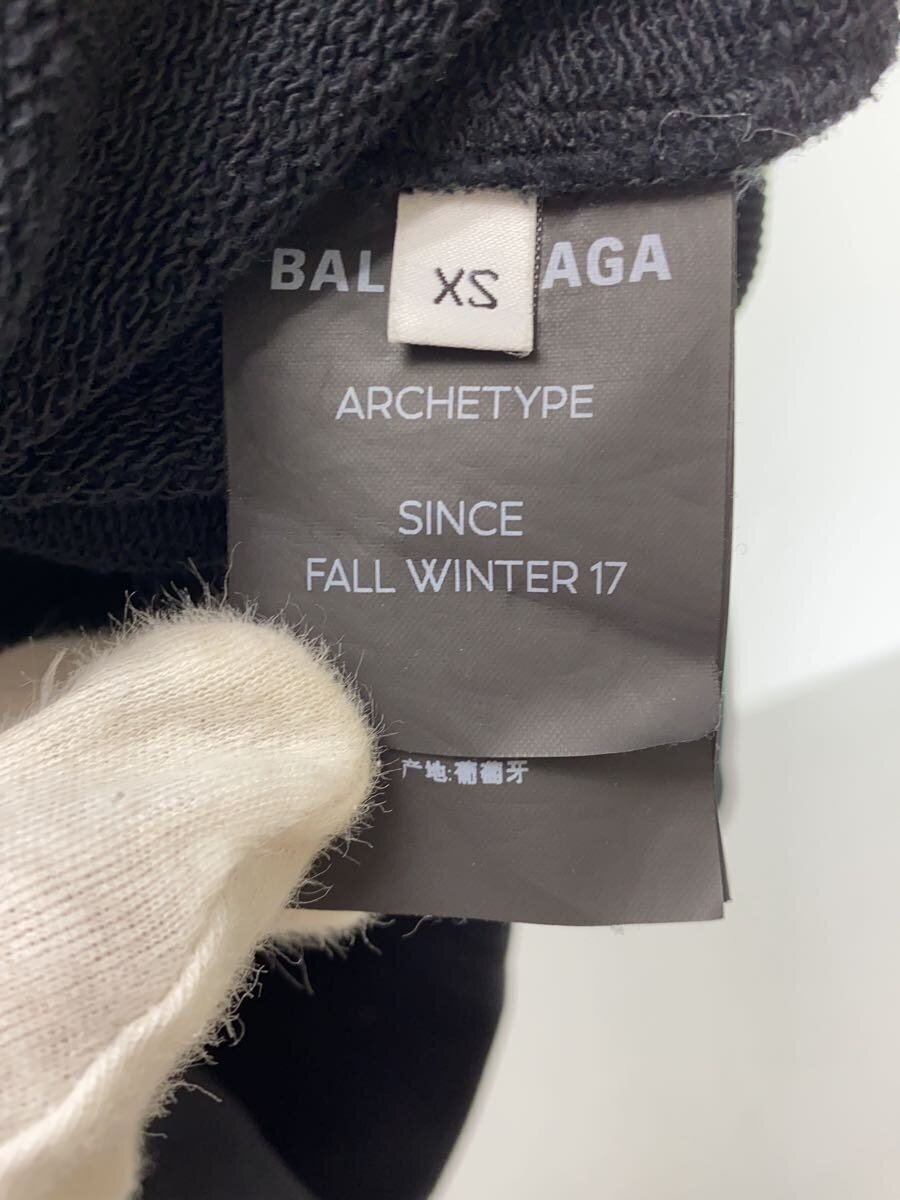 BAL AGA
XS
ARCHETYPE
SINCE
FALL WINTER 17
产地:葡萄牙